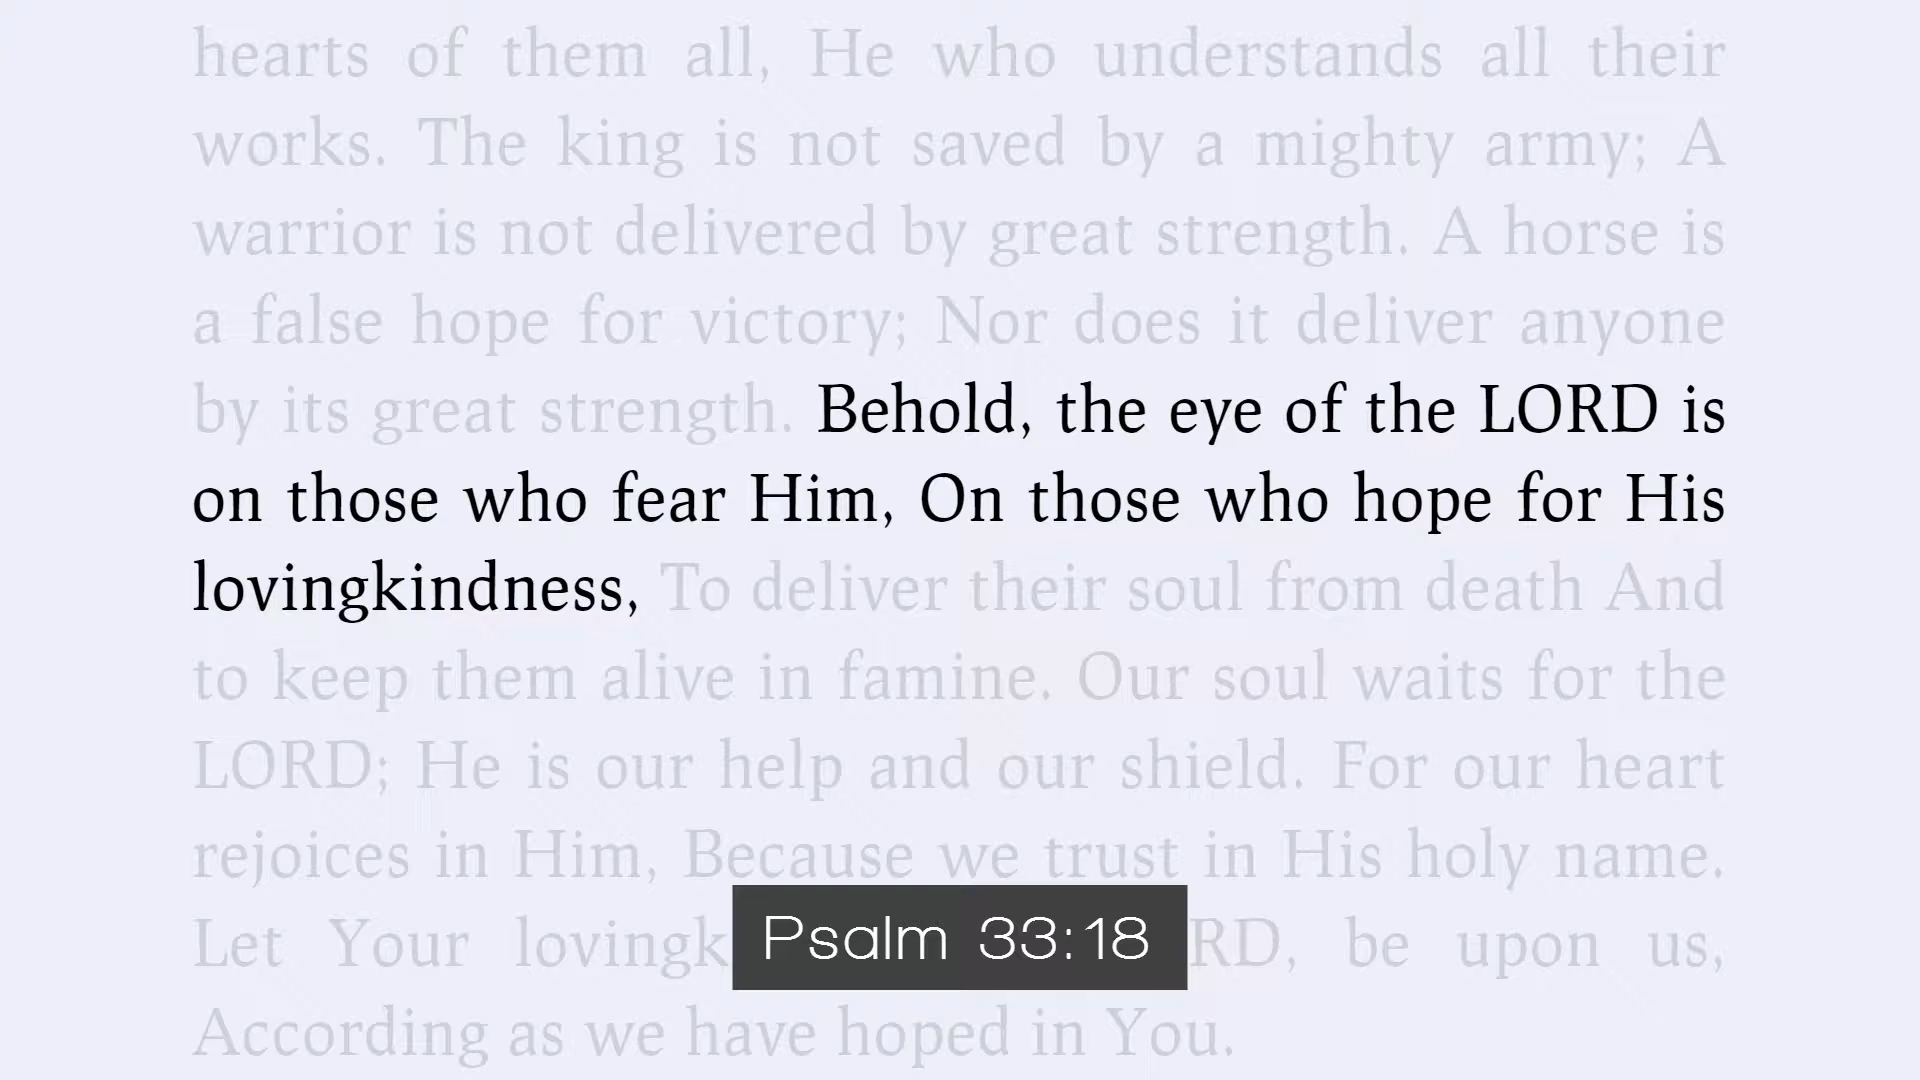 hearts of them all, He who understands all their
works. The king is not saved by a mighty army; A
warrior is not delivered by great strength. A horse is
a false hope for victory; Nor does it deliver anyone
by its great strength. Behold, the eye of the LORD is
on those who fear Him, On those who hope for His
lovingkindness, To deliver their soul from death And
to keep them alive in famine. Our soul waits for the
LORD; He is our help and our shield. For our heart
rejoices in Him, Because we trust in His holy name.
Let Your lovingk RD, be upon us,
Psalm 33:18
According as we have hoped in You.